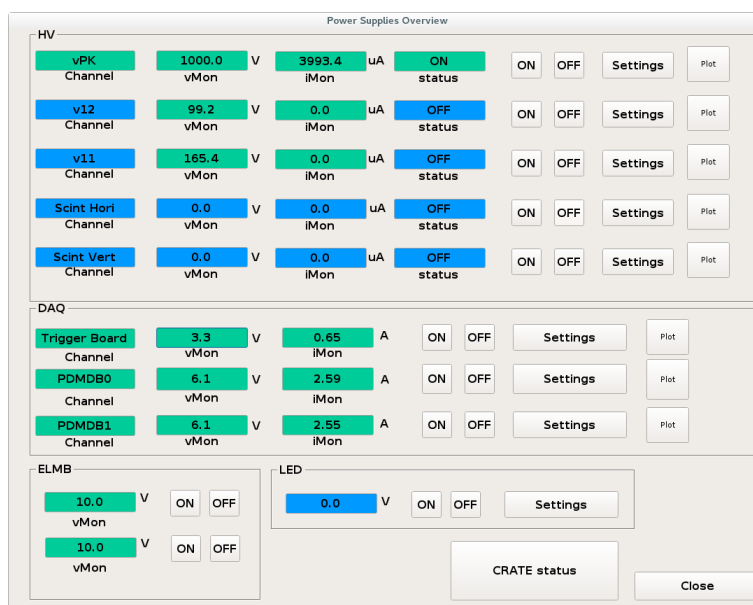 Power Supplies Overview
HV
vPK 1000.0 V 3993.4 uA ON ON OFF Settings Plot
Channel vMon iMon status
v12 99.2 V 0.0 uA OFF ON OFF Settings Plot
Channel vMon iMon status
v11 165.4 V 0.0 uA OFF ON OFF Settings Plot
Channel vMon iMon status
Scint Hori 0.0 V 0.0 uA OFF ON OFF Settings Plot
Channel vMon iMon status
Scint Vert 0.0 V 0.0 uA OFF ON OFF Settings Plot
Channel vMon iMon status
DAQ
Trigger Board 3.3 V 0.65 A ON OFF Settings Plot
Channel vMon iMon
PDMDB0 6.1 V 2.59 A ON OFF Settings Plot
Channel vMon iMon
PDMDB1 6.1 V 2.55 A ON OFF Settings Plot
Channel vMon iMon
ELMB
10.0 V ON OFF
vMon
10.0 V ON OFF
vMon
LED
0.0 V ON OFF Settings
CRATE status
Close